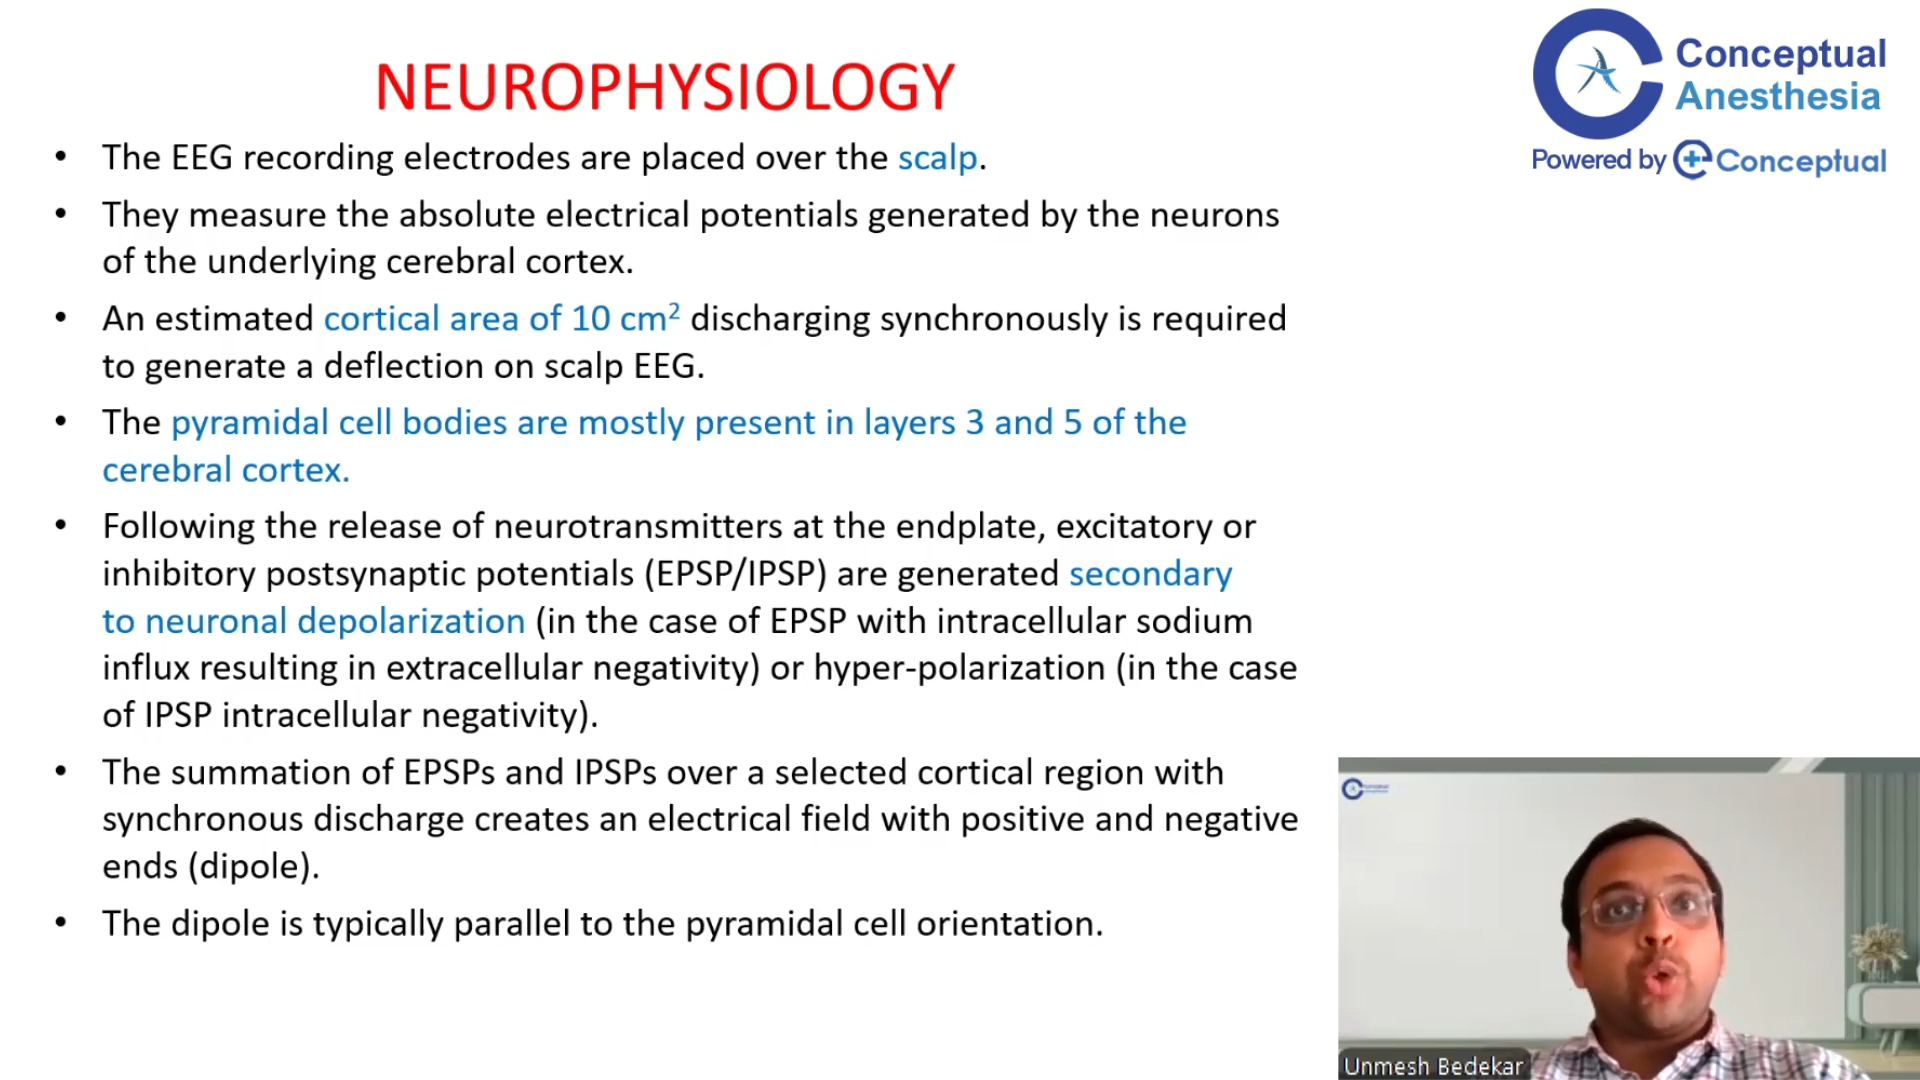 NEUROPHYSIOLOGY
Conceptual
Anesthesia
Powered by Conceptual
• The EEG recording electrodes are placed over the scalp.
• They measure the absolute electrical potentials generated by the neurons
of the underlying cerebral cortex.
• An estimated cortical area of 10 cm² discharging synchronously is required
to generate a deflection on scalp EEG.
• The pyramidal cell bodies are mostly present in layers 3 and 5 of the
cerebral cortex.
• Following the release of neurotransmitters at the endplate, excitatory or
inhibitory postsynaptic potentials (EPSP/IPSP) are generated secondary
to neuronal depolarization (in the case of EPSP with intracellular sodium
influx resulting in extracellular negativity) or hyper-polarization (in the case
of IPSP intracellular negativity).
• The summation of EPSPs and IPSPs over a selected cortical region with
synchronous discharge creates an electrical field with positive and negative
ends (dipole).
• The dipole is typically parallel to the pyramidal cell orientation.
Unmesh Bedekar